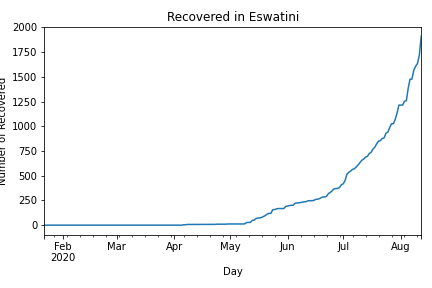 Recovered in Eswatini
2000
1750
1500
1250
1000
750
500
250
0
Number of Recovered
Feb Mar Apr May Jun Jul Aug
2020
Day